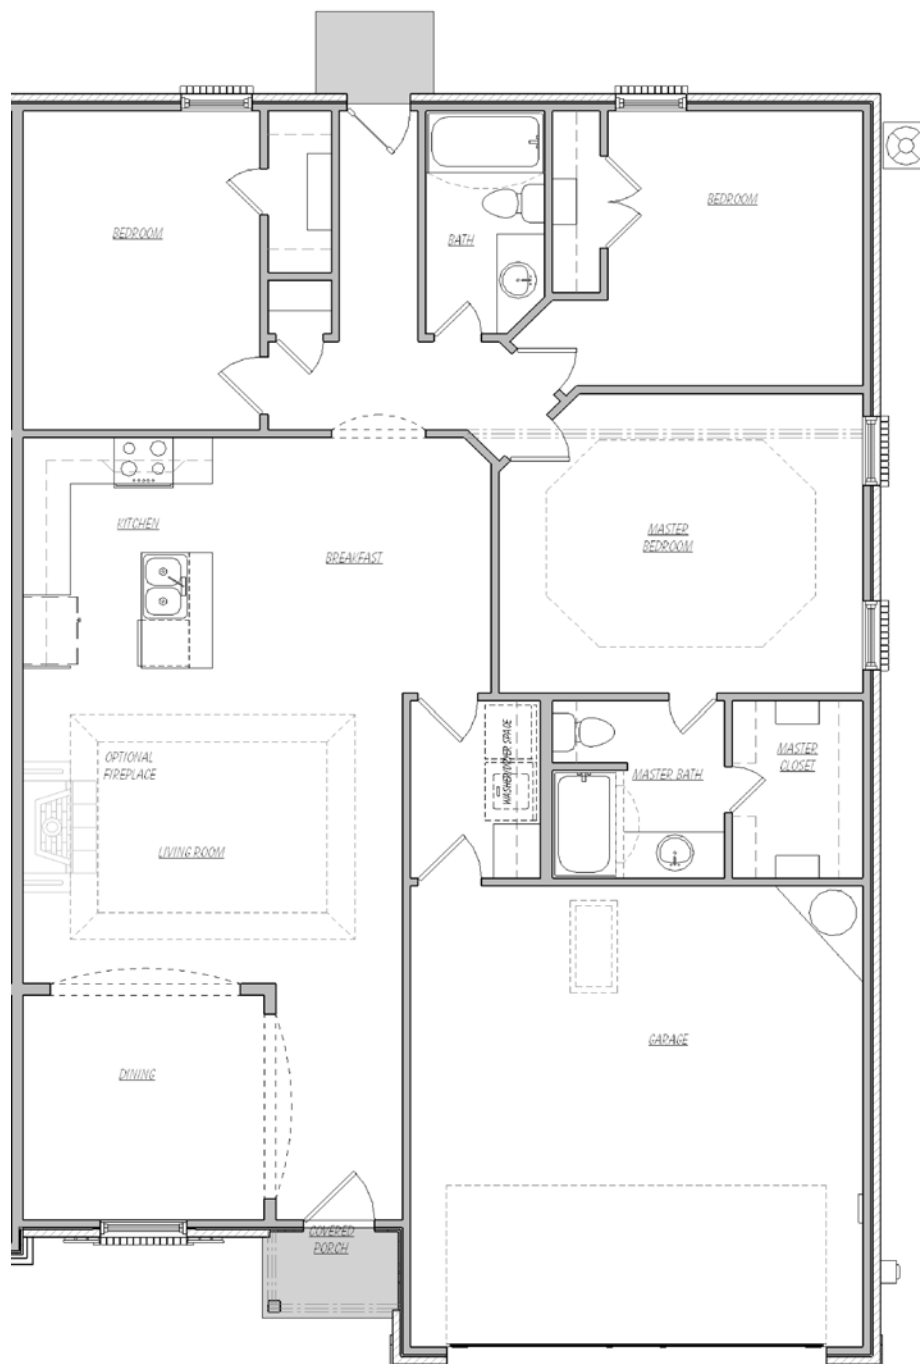 BEDROOM
BEDROOM
BATH
KITCHEN
BREAKFAST
MASTER
BEDROOM
OPTIONAL
FIREPLACE
LIVING ROOM
WASHER/DRYER SPACE
MASTER BATH
MASTER
CLOSET
DINING
GARAGE
COVERED
PORCH